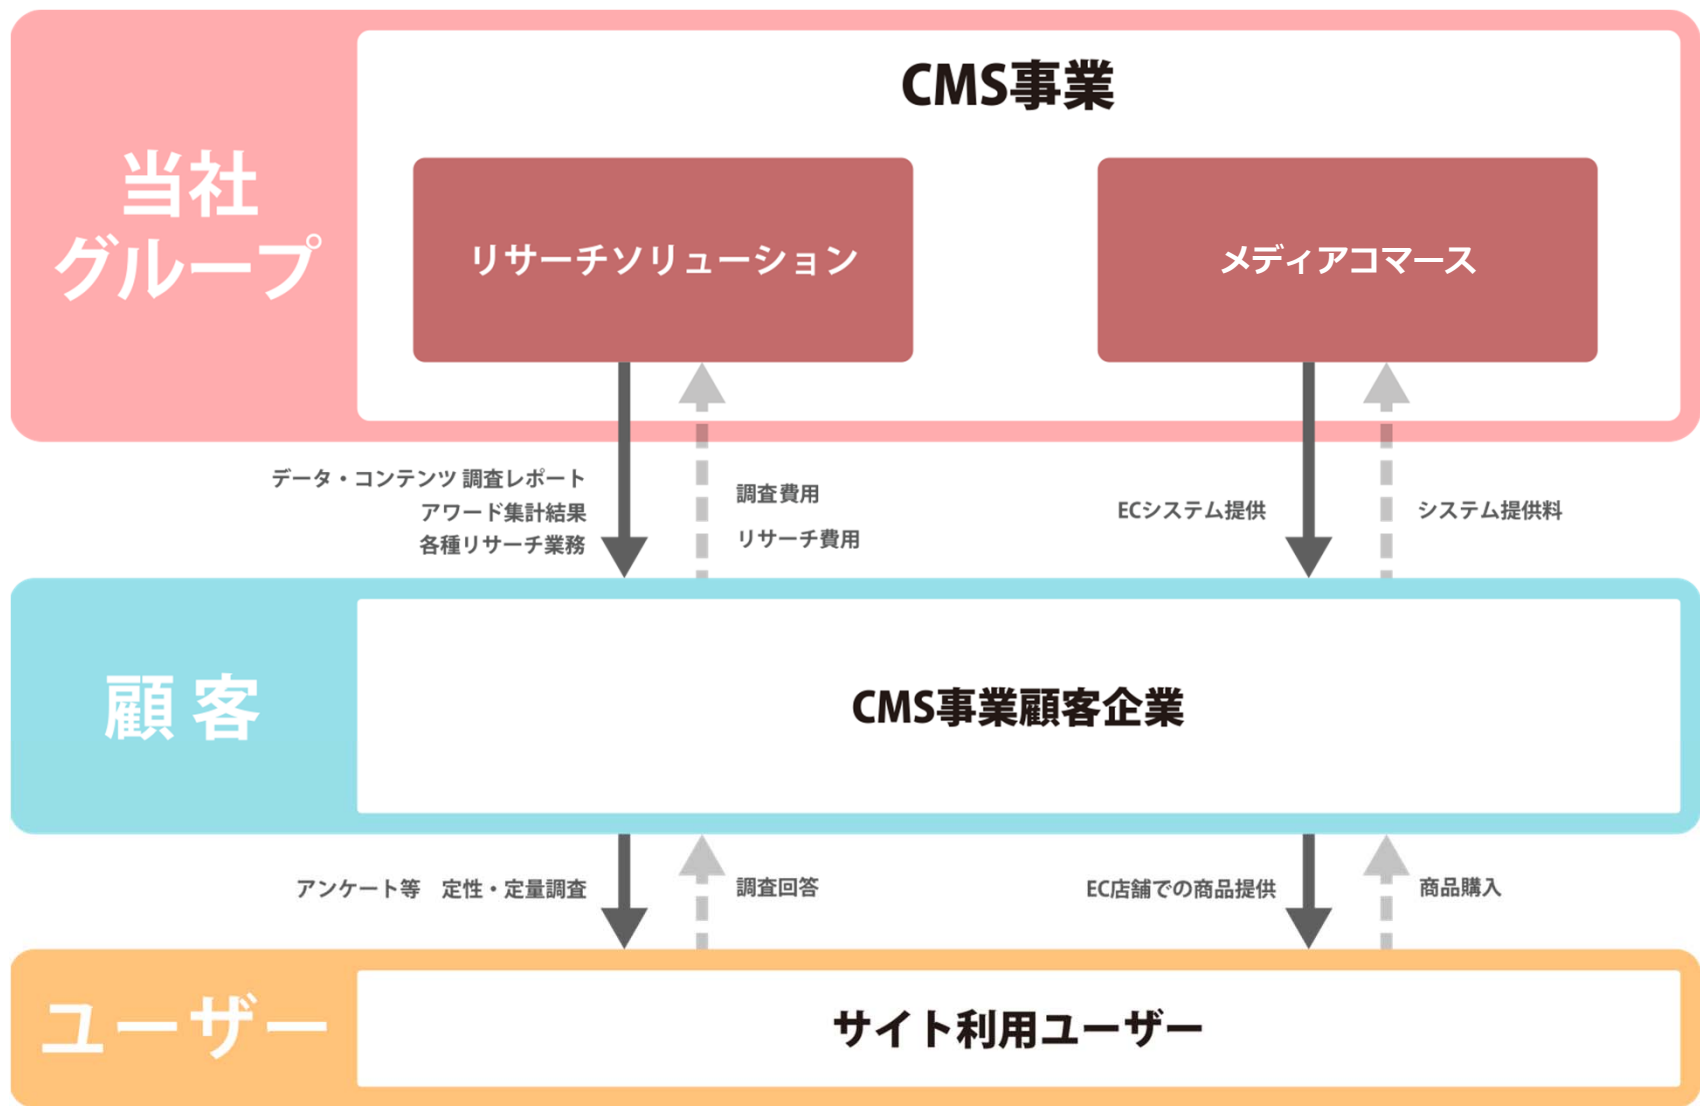 CMS事業
当社
グループ
リサーチソリューション
メディアコマース
データ・コンテンツ 調査レポート
アワード集計結果
各種リサーチ業務
調査費用
リサーチ費用
ECシステム提供
システム提供料
顧 客
CMS事業顧客企業
アンケート等　定性・定量調査
調査回答
EC店舗での商品提供
商品購入
ユーザー
サイト利用ユーザー